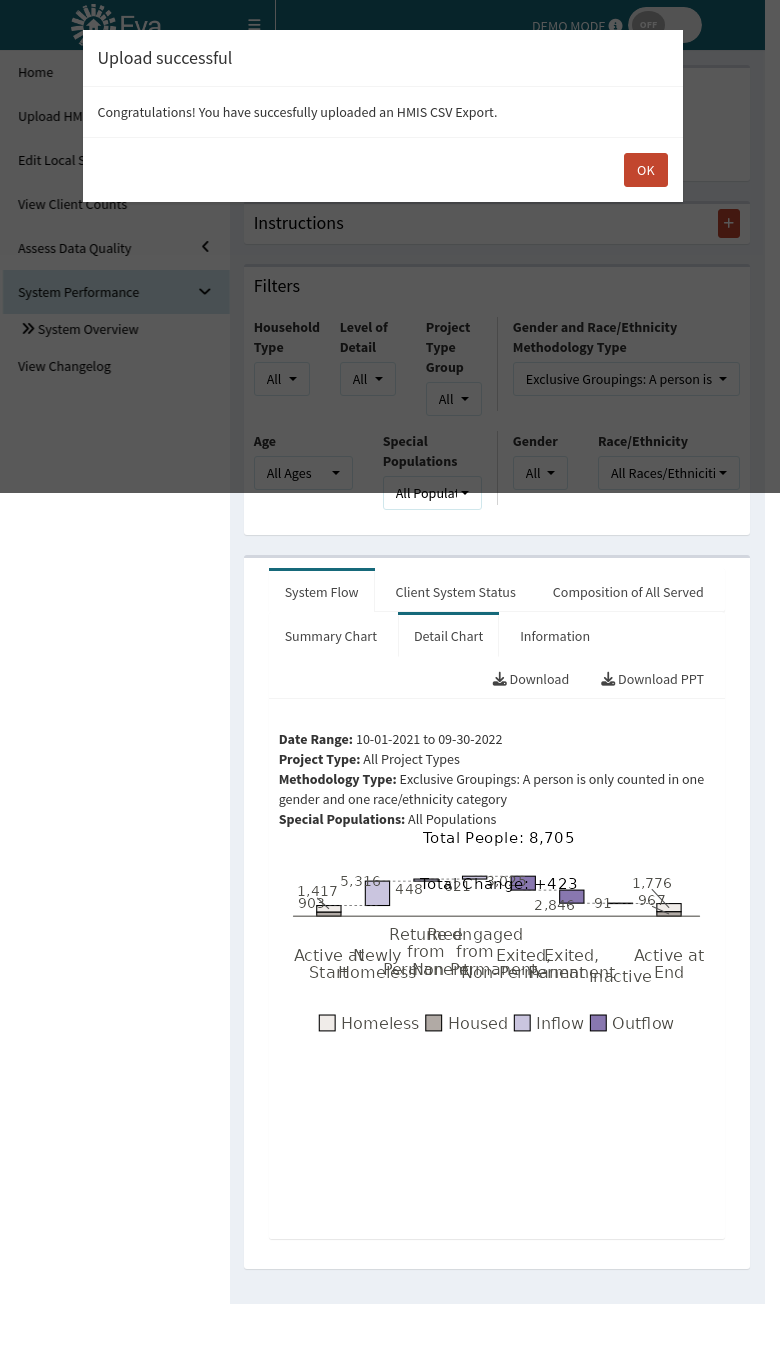 Eva
DEMO MODE OFF
Upload successful
Congratulations! You have succesfully uploaded an HMIS CSV Export.
OK
Home
Upload HM
Edit Local S
View Client Counts
Assess Data Quality
System Performance
System Overview
View Changelog
Instructions
+
Filters
Household Type
Level of Detail
Project Type Group
Gender and Race/Ethnicity Methodology Type
All
All
All
Exclusive Groupings: A person is
Age
Special Populations
Gender
Race/Ethnicity
All Ages
All Populat
All
All Races/Ethniciti
System Flow
Client System Status
Composition of All Served
Summary Chart
Detail Chart
Information
Download
Download PPT
Date Range: 10-01-2021 to 09-30-2022
Project Type: All Project Types
Methodology Type: Exclusive Groupings: A person is only counted in one
gender and one race/ethnicity category
Special Populations: All Populations
Total People: 8,705
Total Change: +423
1,417
903
5,316
448
621
2,846
91
1,776
967
Active at Start
Newly Homeless
Returned from Permanent
Re-engaged from Non-Permanent
Exited, Non-Permanent
Exited, Permanent
Inactive
Active at End
Homeless
Housed
Inflow
Outflow